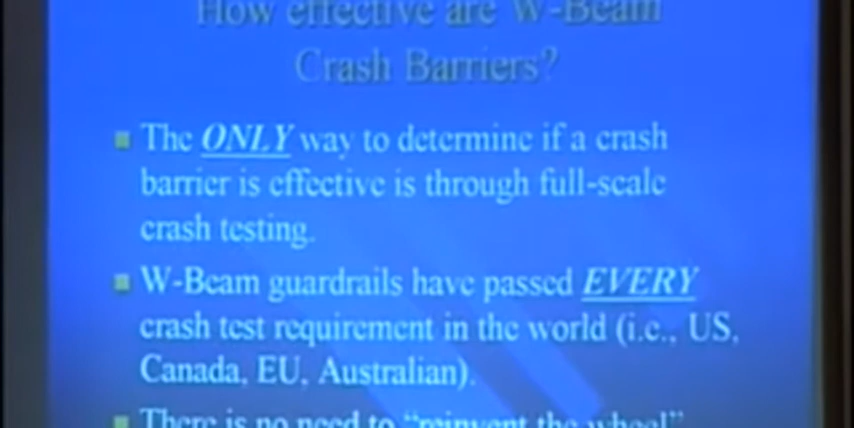 How effective are W-Beam
Crash Barriers?
The ONLY way to determine if a crash
barrier is effective is through full-scale
crash testing.
W-Beam guardrails have passed EVERY
crash test requirement in the world (i.e., US,
Canada, EU, Australian).
There is no need to “reinvent the wheel”